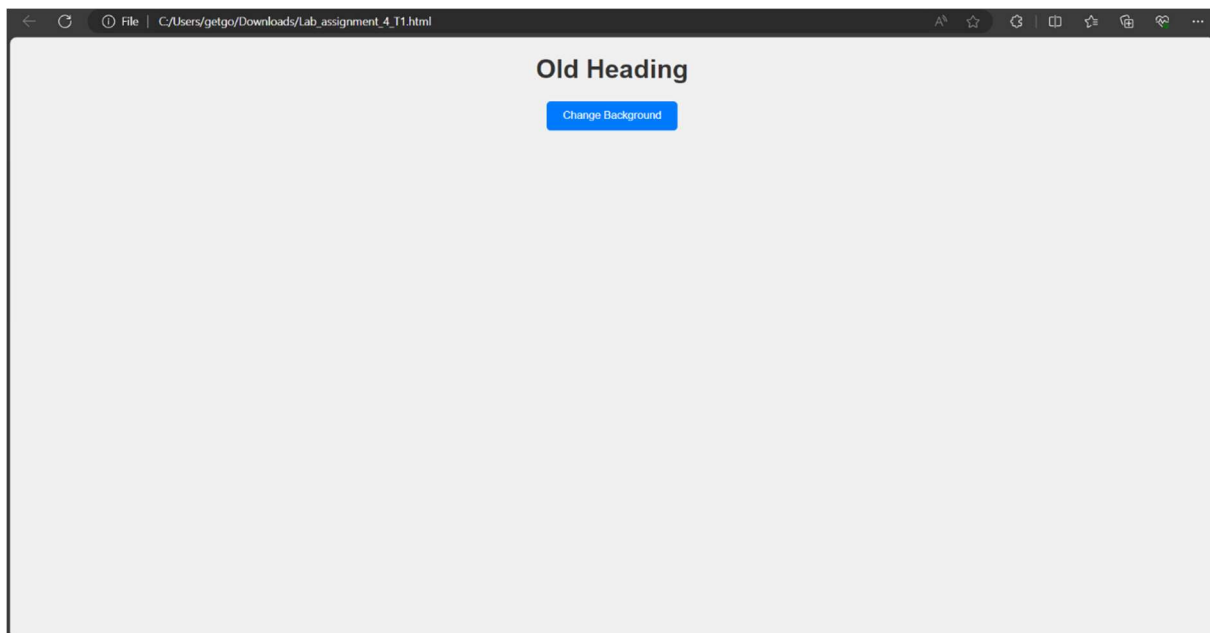 File | C:/Users/getgo/Downloads/Lab_assignment_4_T1.html
Old Heading
Change Background